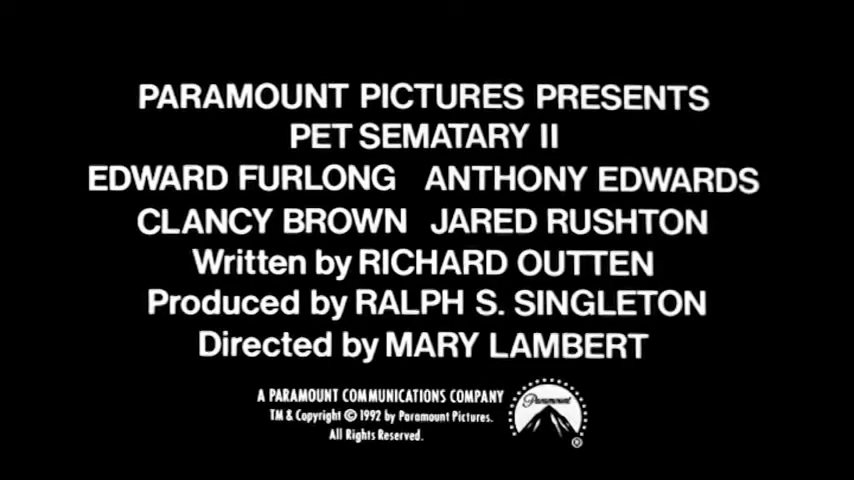 PARAMOUNT PICTURES PRESENTS
PET SEMATARY II
EDWARD FURLONG ANTHONY EDWARDS
CLANCY BROWN JARED RUSHTON
Written by RICHARD OUTTEN
Produced by RALPH S. SINGLETON
Directed by MARY LAMBERT
A PARAMOUNT COMMUNICATIONS COMPANY
TM & Copyright © 1992 by Paramount Pictures.
All Rights Reserved.
Paramount
®